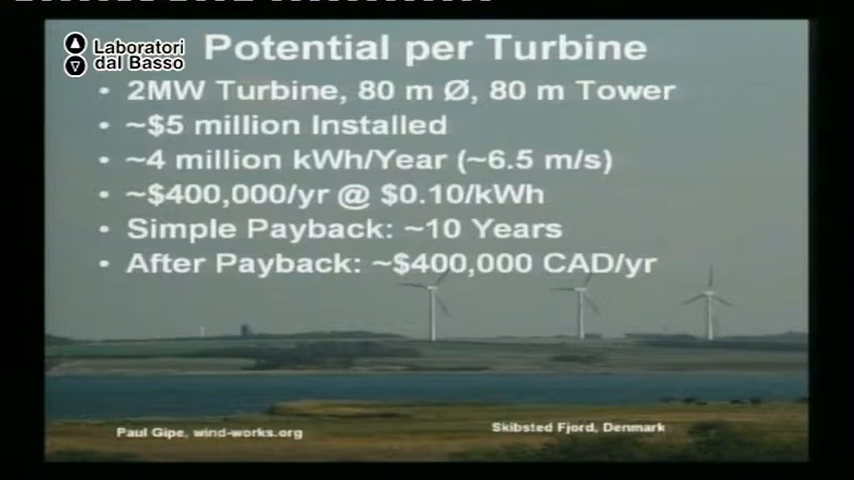 Laboratori
dal Basso
Potential per Turbine
• 2MW Turbine, 80 m Ø, 80 m Tower
• ~$5 million Installed
• ~4 million kWh/Year (~6.5 m/s)
• ~$400,000/yr @ $0.10/kWh
• Simple Payback: ~10 Years
• After Payback: ~$400,000 CAD/yr
Paul Gipe, wind-works.org
Skibsted Fjord, Denmark